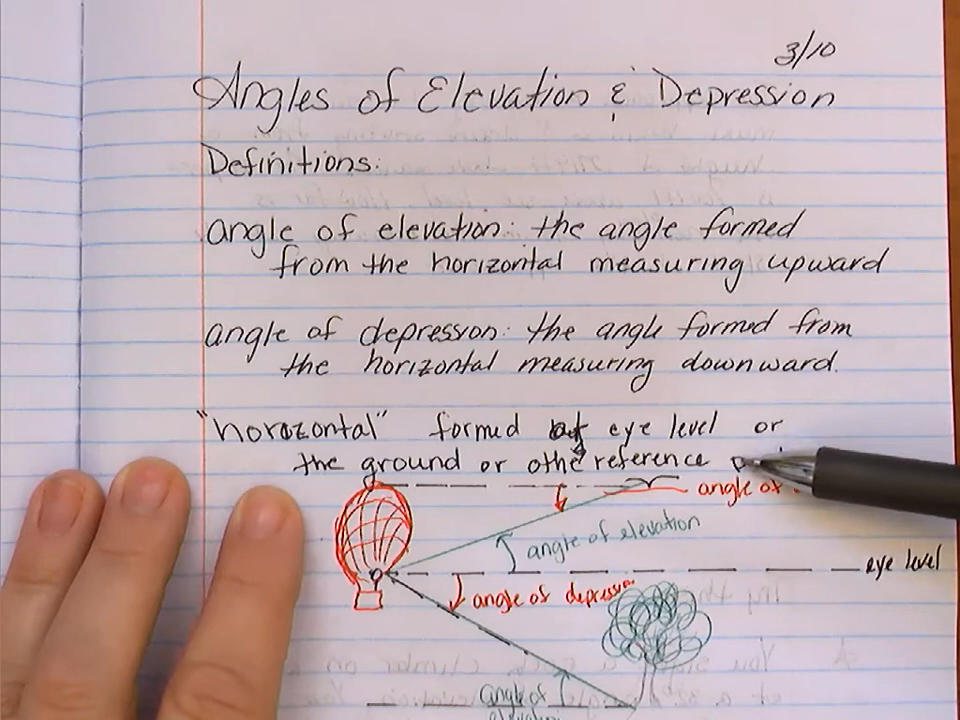 3/10
Angles of Elevation & Depression
Definitions:
angle of elevation: the angle formed
from the horizontal measuring upward
angle of depression: the angle formed from
the horizontal measuring downward.
"horozontal" formed by eye level or
the ground or othe reference
angle of
angle of elevation
eye level
angle of depression
angle of